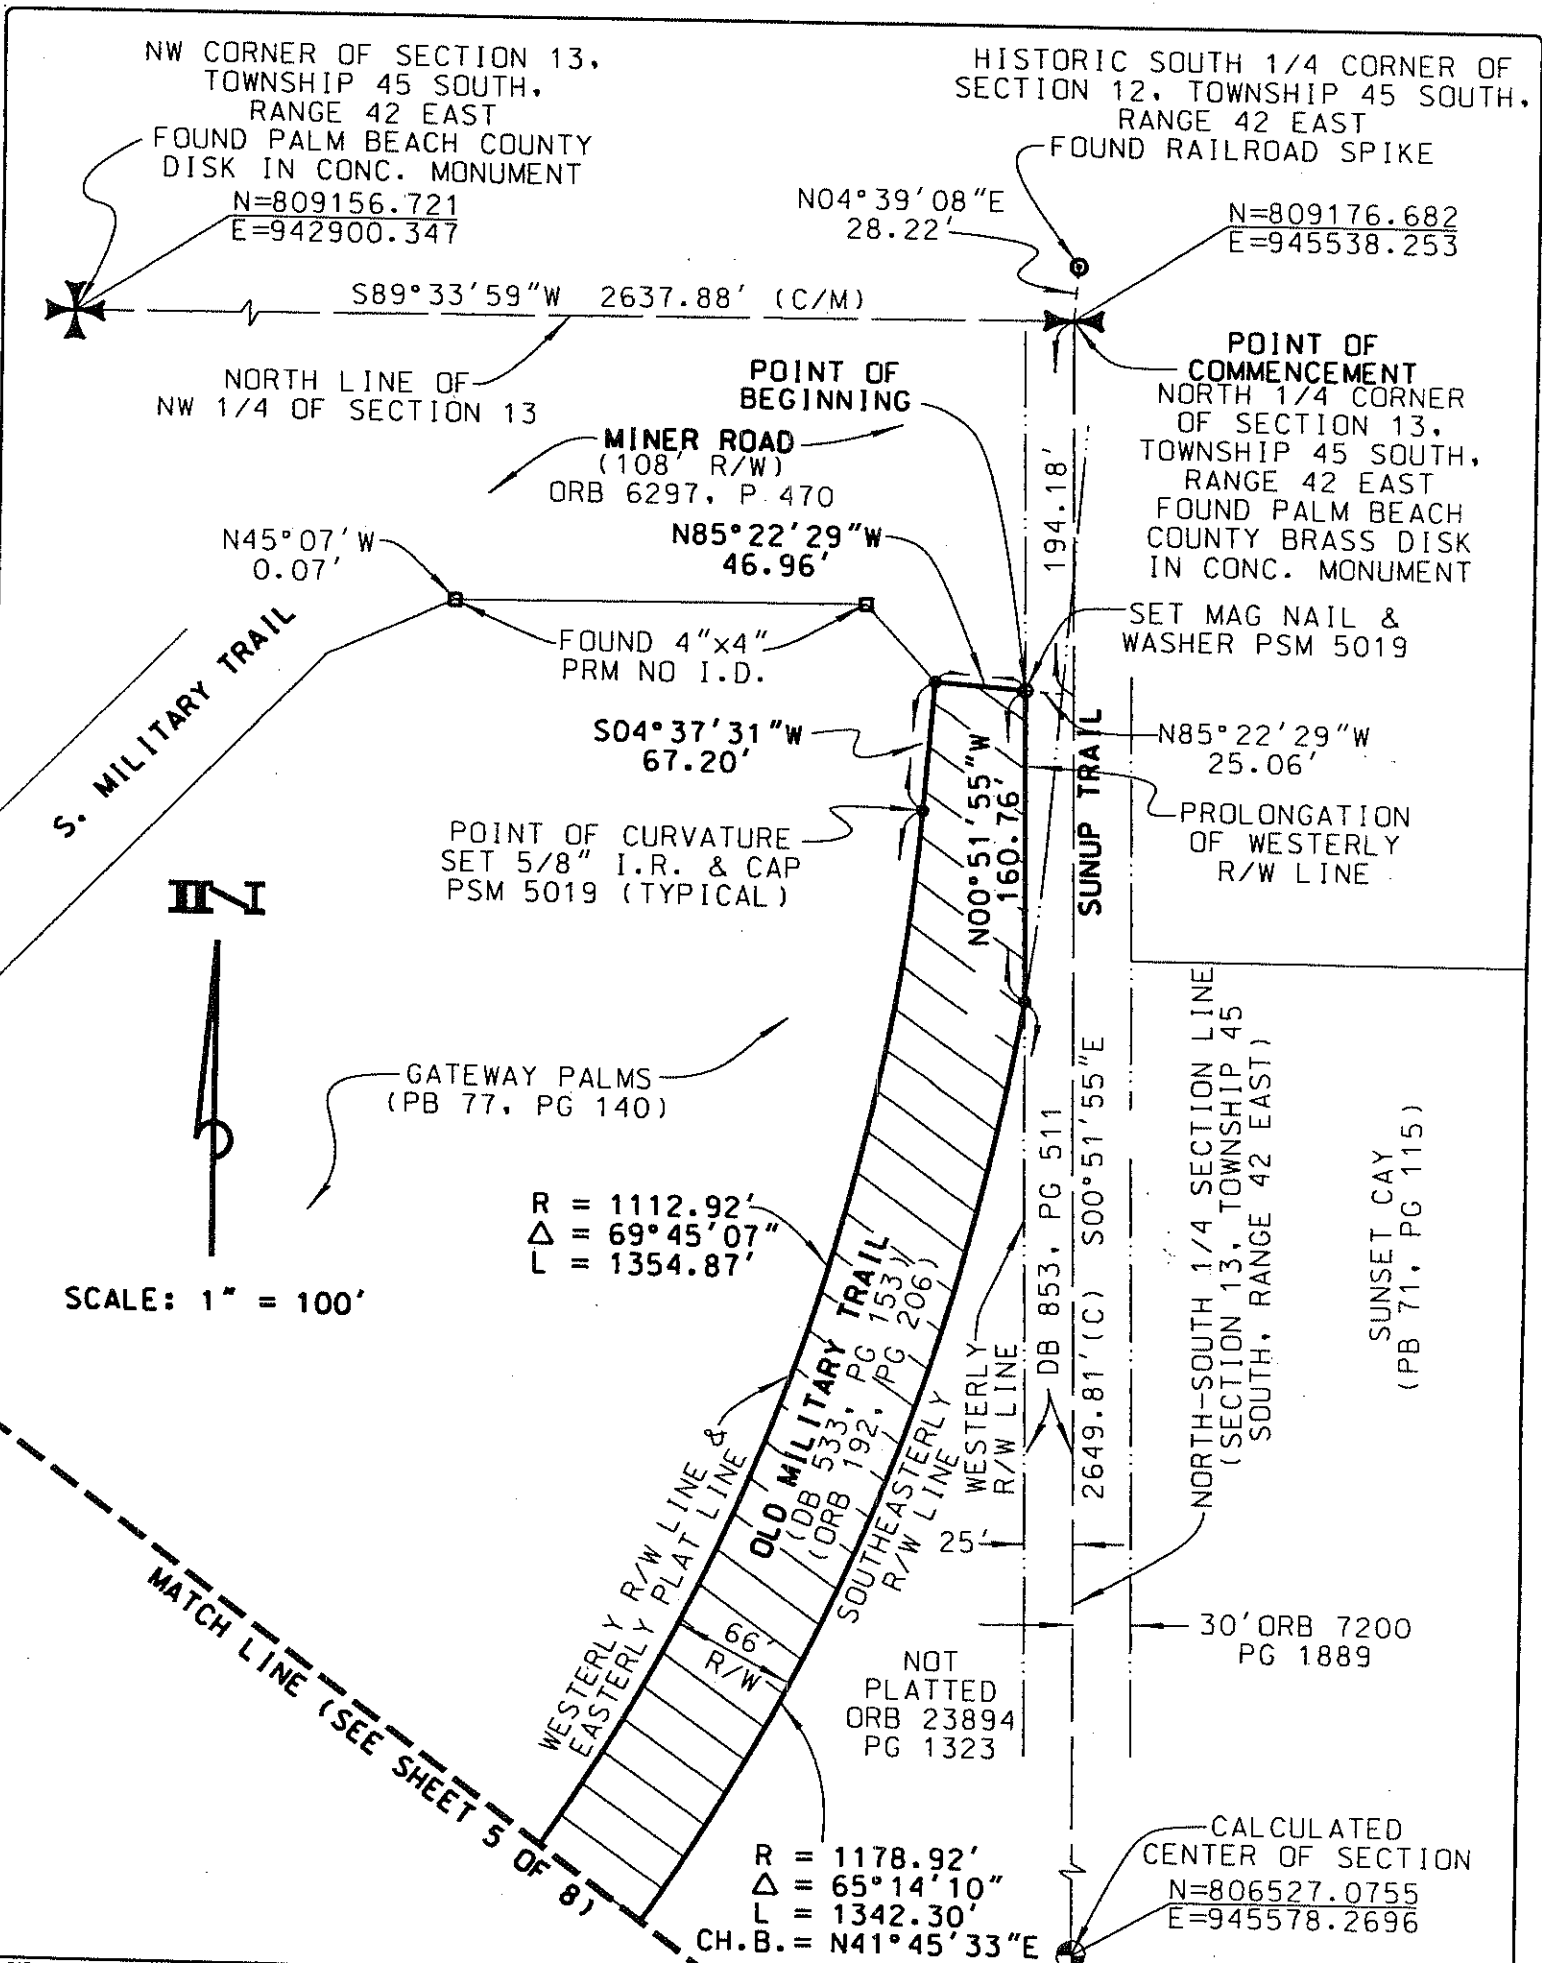 NW CORNER OF SECTION 13,
TOWNSHIP 45 SOUTH,
RANGE 42 EAST
FOUND PALM BEACH COUNTY
DISK IN CONC. MONUMENT
N=809156.721
E=942900.347
HISTORIC SOUTH 1/4 CORNER OF
SECTION 12, TOWNSHIP 45 SOUTH,
RANGE 42 EAST
FOUND RAILROAD SPIKE
N04°39'08"E
28.22'
N=809176.682
E=945538.253
S89°33'59"W 2637.88' (C/M)
NORTH LINE OF
NW 1/4 OF SECTION 13
POINT OF
BEGINNING
POINT OF
COMMENCEMENT
NORTH 1/4 CORNER
OF SECTION 13,
TOWNSHIP 45 SOUTH,
RANGE 42 EAST
FOUND PALM BEACH
COUNTY BRASS DISK
IN CONC. MONUMENT
MINER ROAD
(108' R/W)
ORB 6297, P 470
194.18'
N45°07'W
0.07'
N85°22'29"W
46.96'
SET MAG NAIL &
WASHER PSM 5019
FOUND 4"x4"
PRM NO I.D.
S. MILITARY TRAIL
S04°37'31"W
67.20'
N85°22'29"W
25.06'
SUNUP TRAIL
N00°51'55"W
160.76'
PROLONGATION
OF WESTERLY
R/W LINE
POINT OF CURVATURE
SET 5/8" I.R. & CAP
PSM 5019 (TYPICAL)
N
GATEWAY PALMS
(PB 77, PG 140)
R = 1112.92'
Δ = 69°45'07"
L = 1354.87'
SCALE: 1" = 100'
OLD MILITARY TRAIL
(DB 533, PG 153)
(ORB 192, PG 206)
WESTERLY R/W LINE &
EASTERLY PLAT LINE
SOUTHEASTERLY
R/W LINE
WESTERLY
R/W LINE
DB 853, PG 511
2649.81'(C) S00°51'55"E
NORTH-SOUTH 1/4 SECTION LINE
(SECTION 13, TOWNSHIP 45
SOUTH, RANGE 42 EAST)
SUNSET CAY
(PB 71, PG 115)
25'
66'
R/W
30'ORB 7200
PG 1889
NOT
PLATTED
ORB 23894
PG 1323
MATCH LINE (SEE SHEET 5 OF 8)
R = 1178.92'
Δ = 65°14'10"
L = 1342.30'
CH.B.= N41°45'33"E
CALCULATED
CENTER OF SECTION
N=806527.0755
E=945578.2696